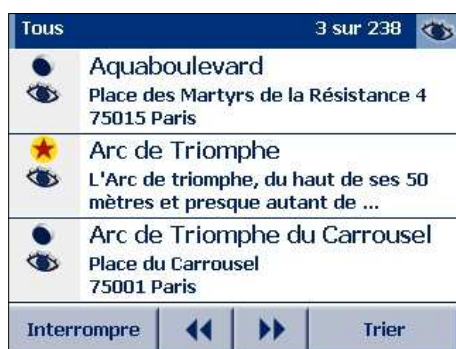 Tous 3 sur 238
Aquaboulevard
Place des Martyrs de la Résistance 4
75015 Paris
Arc de Triomphe
L'Arc de triomphe, du haut de ses 50
mètres et presque autant de ...
Arc de Triomphe du Carrousel
Place du Carrousel
75001 Paris
Interrompre Trier